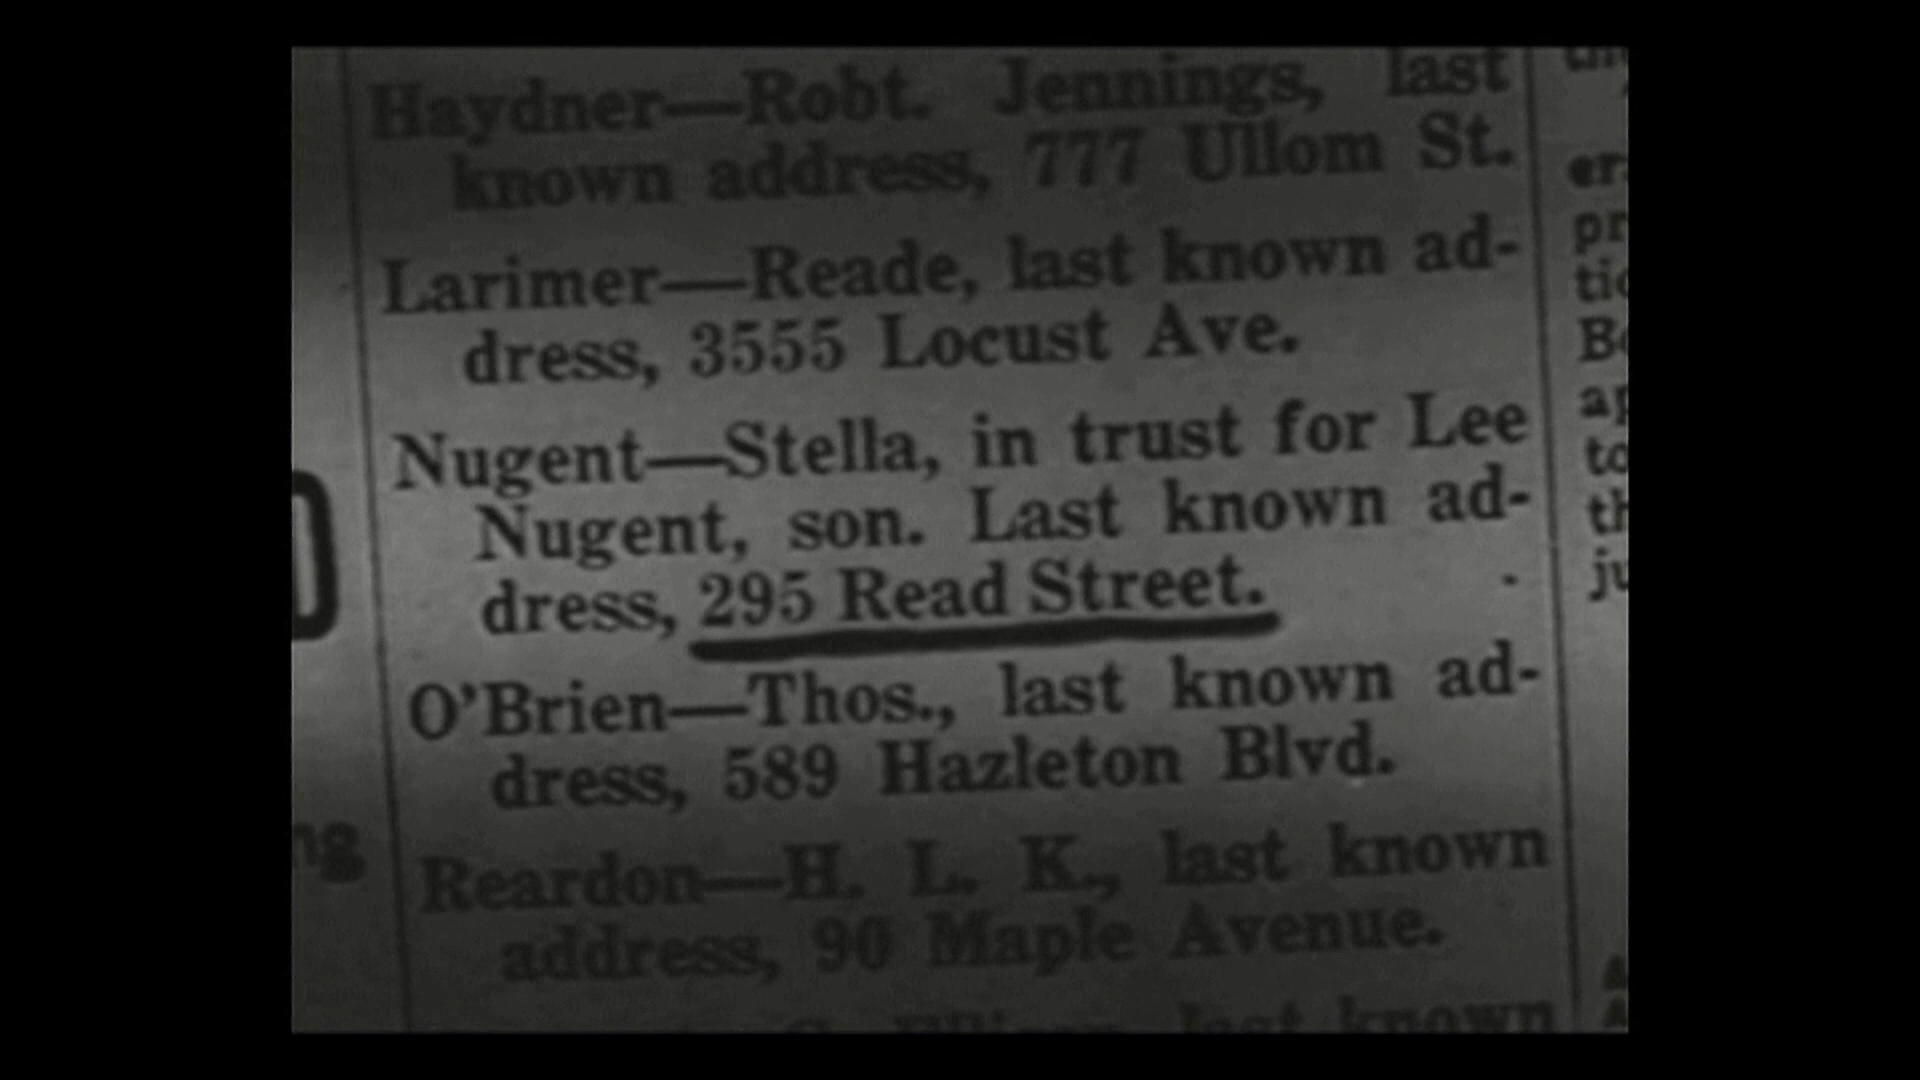 Haydner—Robt. Jennings, last
known address, 777 Ullom St.
Larimer—Reade, last known ad-
dress, 3555 Locust Ave.
Nugent—Stella, in trust for Lee
Nugent, son. Last known ad-
dress, 295 Read Street.
O'Brien—Thos., last known ad-
dress, 589 Hazleton Blvd.
Reardon—H. L. K., last known
address, 90 Maple Avenue.
last known